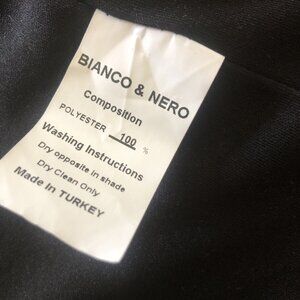 BIANCO & NERO
Composition
POLYESTER 100 %
Washing Instructions
Dry opposite in shade
Dry Clean Only
Made In TURKEY